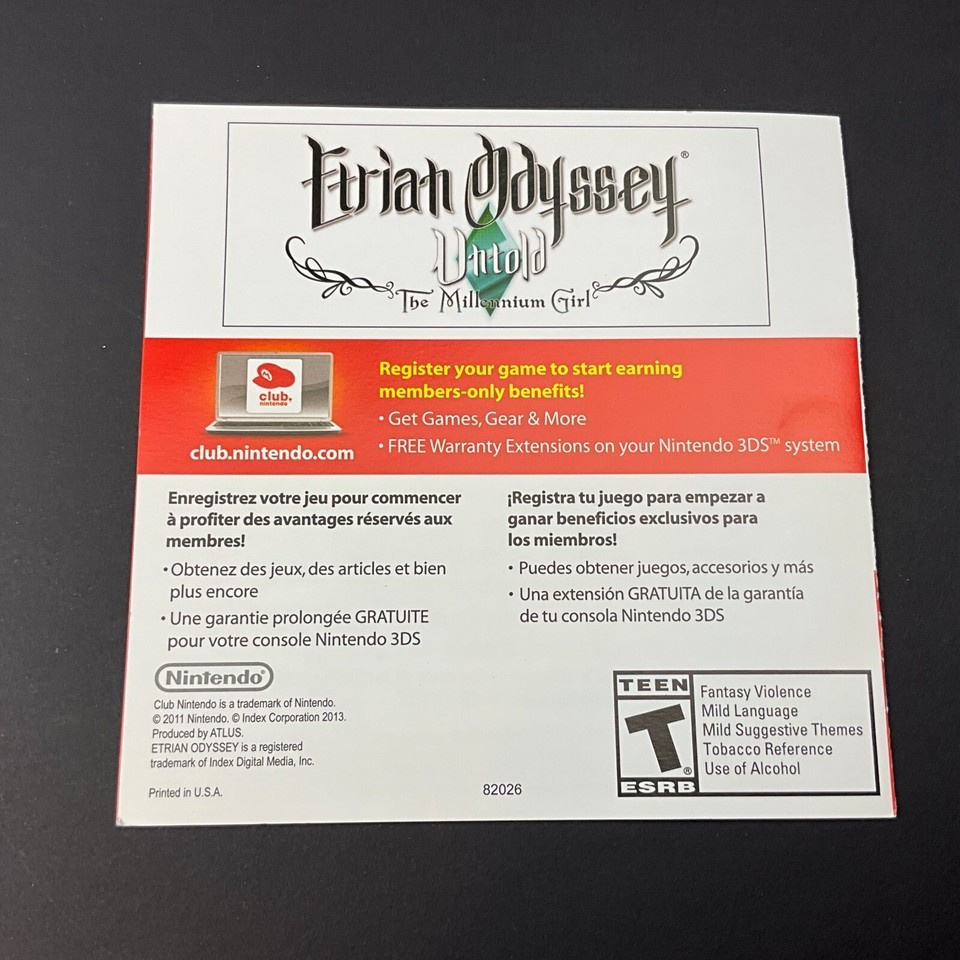 Etrian Odyssey®
Untold
The Millennium Girl
club.
nintendo
club.nintendo.com
Register your game to start earning
members-only benefits!
• Get Games, Gear & More
• FREE Warranty Extensions on your Nintendo 3DS™ system
Enregistrez votre jeu pour commencer
à profiter des avantages réservés aux
membres!
• Obtenez des jeux, des articles et bien
plus encore
• Une garantie prolongée GRATUITE
pour votre console Nintendo 3DS
¡Registra tu juego para empezar a
ganar beneficios exclusivos para
los miembros!
• Puedes obtener juegos, accesorios y más
• Una extensión GRATUITA de la garantía
de tu consola Nintendo 3DS
Nintendo®
Club Nintendo is a trademark of Nintendo.
© 2011 Nintendo. © Index Corporation 2013.
Produced by ATLUS.
ETRIAN ODYSSEY is a registered
trademark of Index Digital Media, Inc.
Printed in U.S.A.
82026
TEEN
T®
ESRB
Fantasy Violence
Mild Language
Mild Suggestive Themes
Tobacco Reference
Use of Alcohol